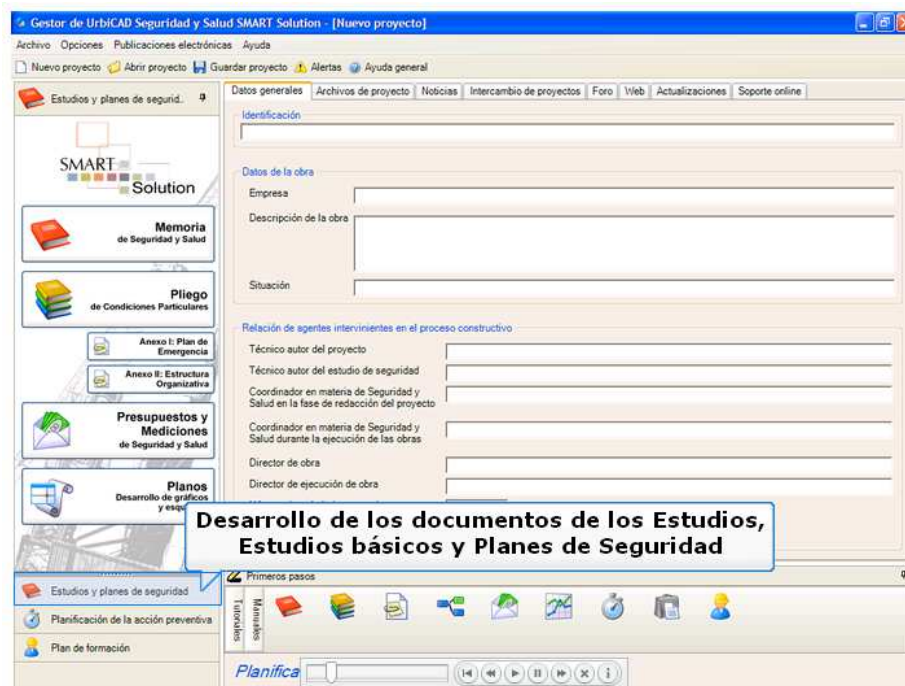 Gestor de UrbiCAD Seguridad y Salud SMART Solution - [Nuevo proyecto]
Archivo Opciones Publicaciones electrónicas Ayuda
Nuevo proyecto Abrir proyecto Guardar proyecto Alertas Ayuda general
Estudios y planes de segurid..
Datos generales Archivos de proyecto Noticias Intercambio de proyectos Foro Web Actualizaciones Soporte online
SMART
Solution
Memoria
de Seguridad y Salud
Pliego
de Condiciones Particulares
Anexo I: Plan de
Emergencia
Anexo II: Estructura
Organizativa
Presupuestos y
Mediciones
de Seguridad y Salud
Planos
Desarrollo de gráficos
Identificación
Datos de la obra
Empresa
Descripción de la obra
Situación
Relación de agentes intervinientes en el proceso constructivo
Técnico autor del proyecto
Técnico autor del estudio de seguridad
Coordinador en materia de Seguridad y
Salud en la fase de redacción del proyecto
Coordinador en materia de Seguridad y
Salud durante la ejecución de las obras
Director de obra
Director de ejecución de obra
Desarrollo de los documentos de los Estudios,
Estudios básicos y Planes de Seguridad
Estudios y planes de seguridad
Planificación de la acción preventiva
Plan de formación
Primeros pasos
Tutoriales
Manuales
Planifica